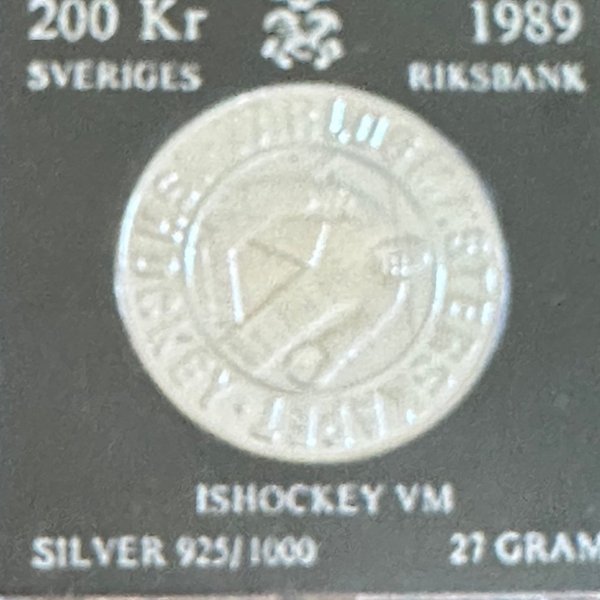 200 Kr 1989
SVERIGES RIKSBANK
ISHOCKEY VM
SILVER 925/1000 27 GRAM